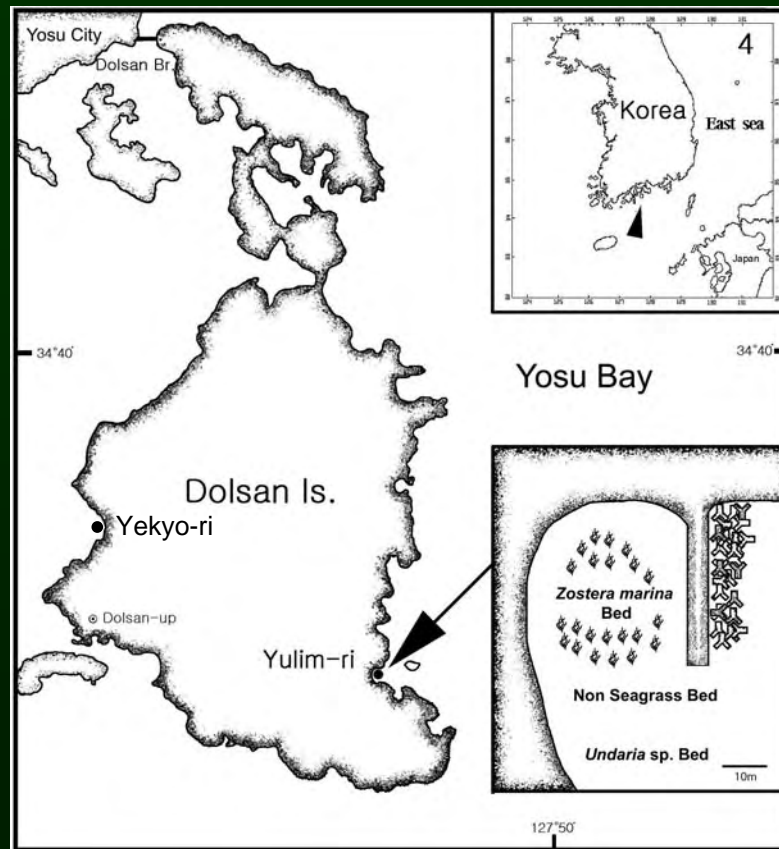 Yosu City
Dolsan Br.
4
Korea
East sea
Japan
34°40′
34°40′
Yosu Bay
Dolsan Is.
Yekyo-ri
Dolsan-up
Yulim-ri
Zostera marina
Bed
Non Seagrass Bed
Undaria sp. Bed
10m
127°50′